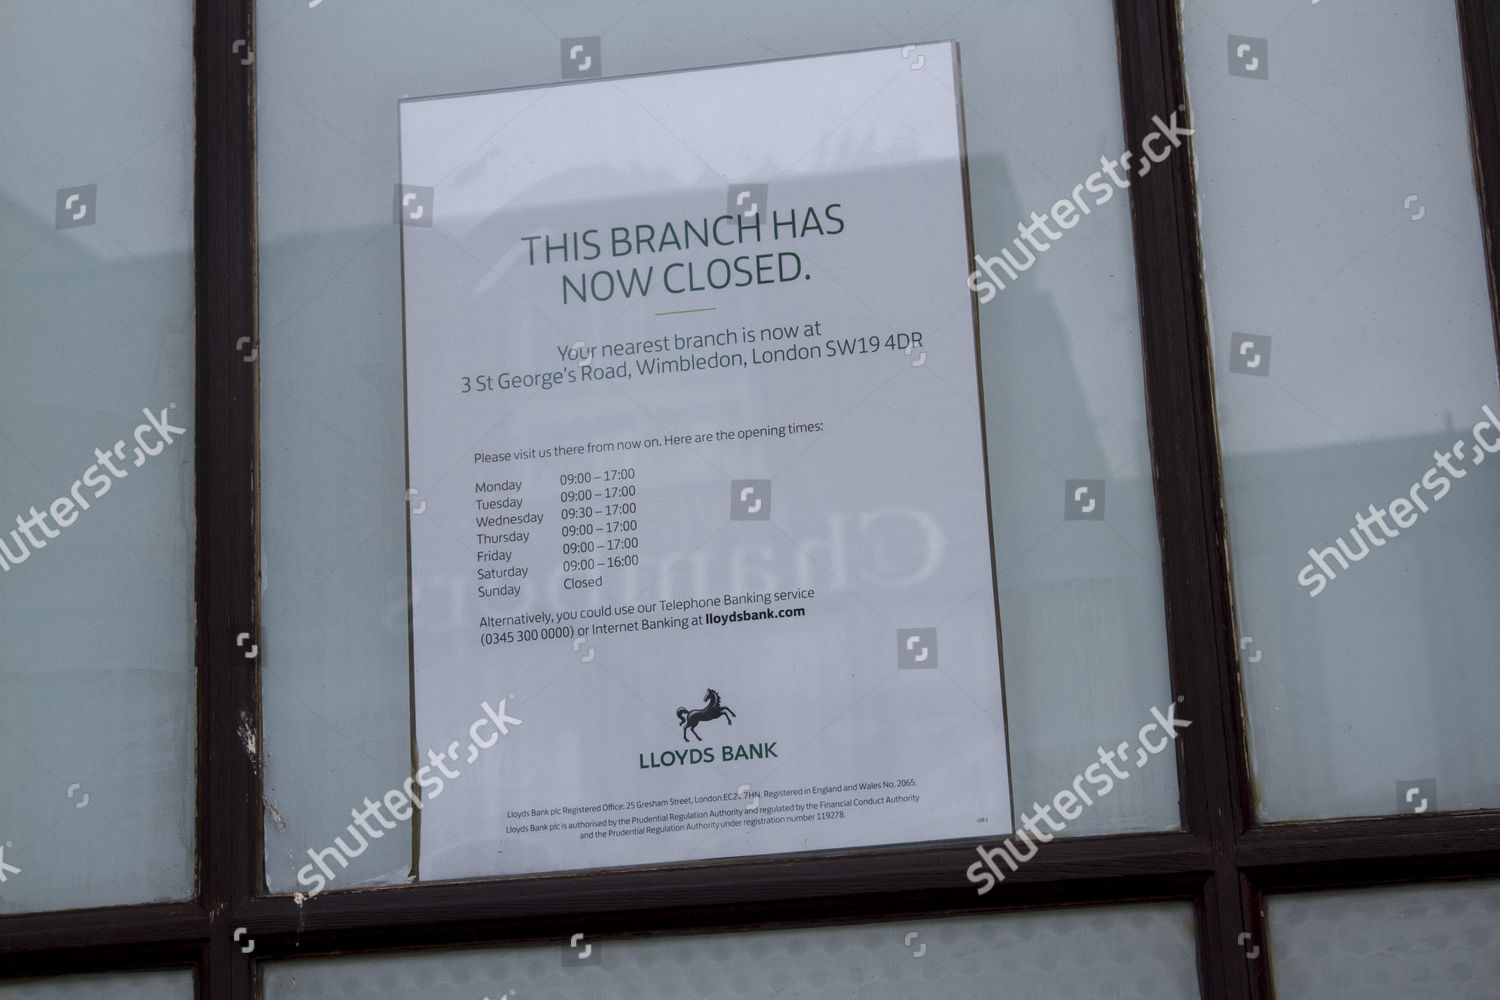 THIS BRANCH HAS
NOW CLOSED.
Your nearest branch is now at
3 St George's Road, Wimbledon, London SW19 4DR
Please visit us there from now on. Here are the opening times:
Monday 09:00 – 17:00
Tuesday 09:00 – 17:00
Wednesday 09:30 – 17:00
Thursday 09:00 – 17:00
Friday 09:00 – 17:00
Saturday 09:00 – 16:00
Sunday Closed
Alternatively, you could use our Telephone Banking service
(0345 300 0000) or Internet Banking at lloydsbank.com
LLOYDS BANK
Lloyds Bank plc Registered Office: 25 Gresham Street, London EC2V 7HN. Registered in England and Wales No. 2065.
Lloyds Bank plc is authorised by the Prudential Regulation Authority and regulated by the Financial Conduct Authority
and the Prudential Regulation Authority under registration number 119278.
Chambers
shutterstock
shutterstock
shutterstock
shutterstock
shutterstock